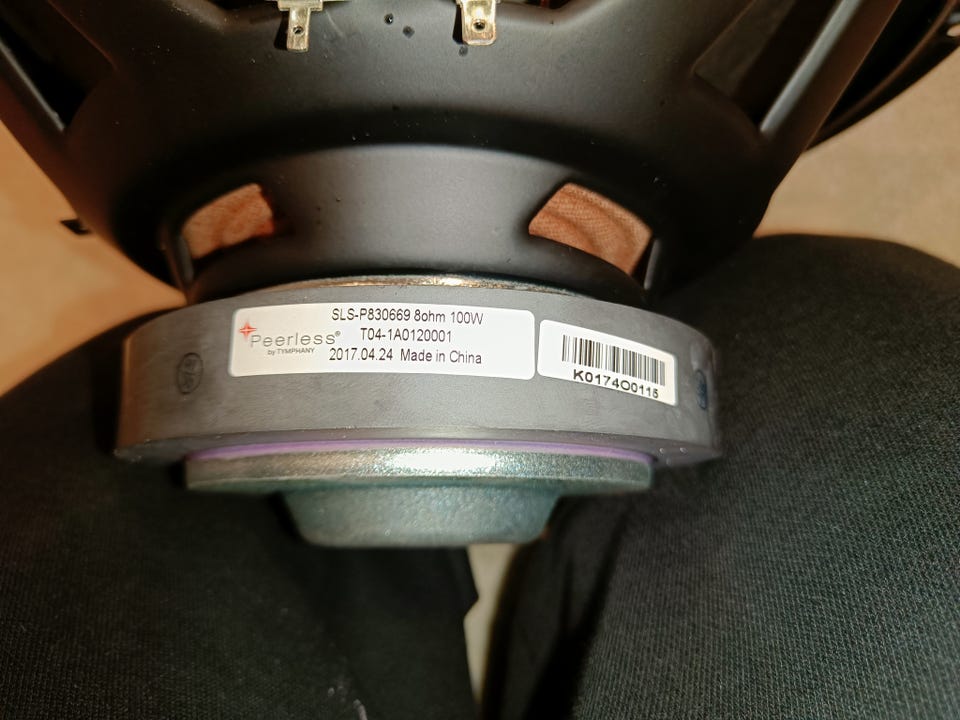 SLS-P830669 8ohm 100W
Peerless®
T04-1A0120001
by TYMPHANY
2017.04.24 Made in China
K0174O0115